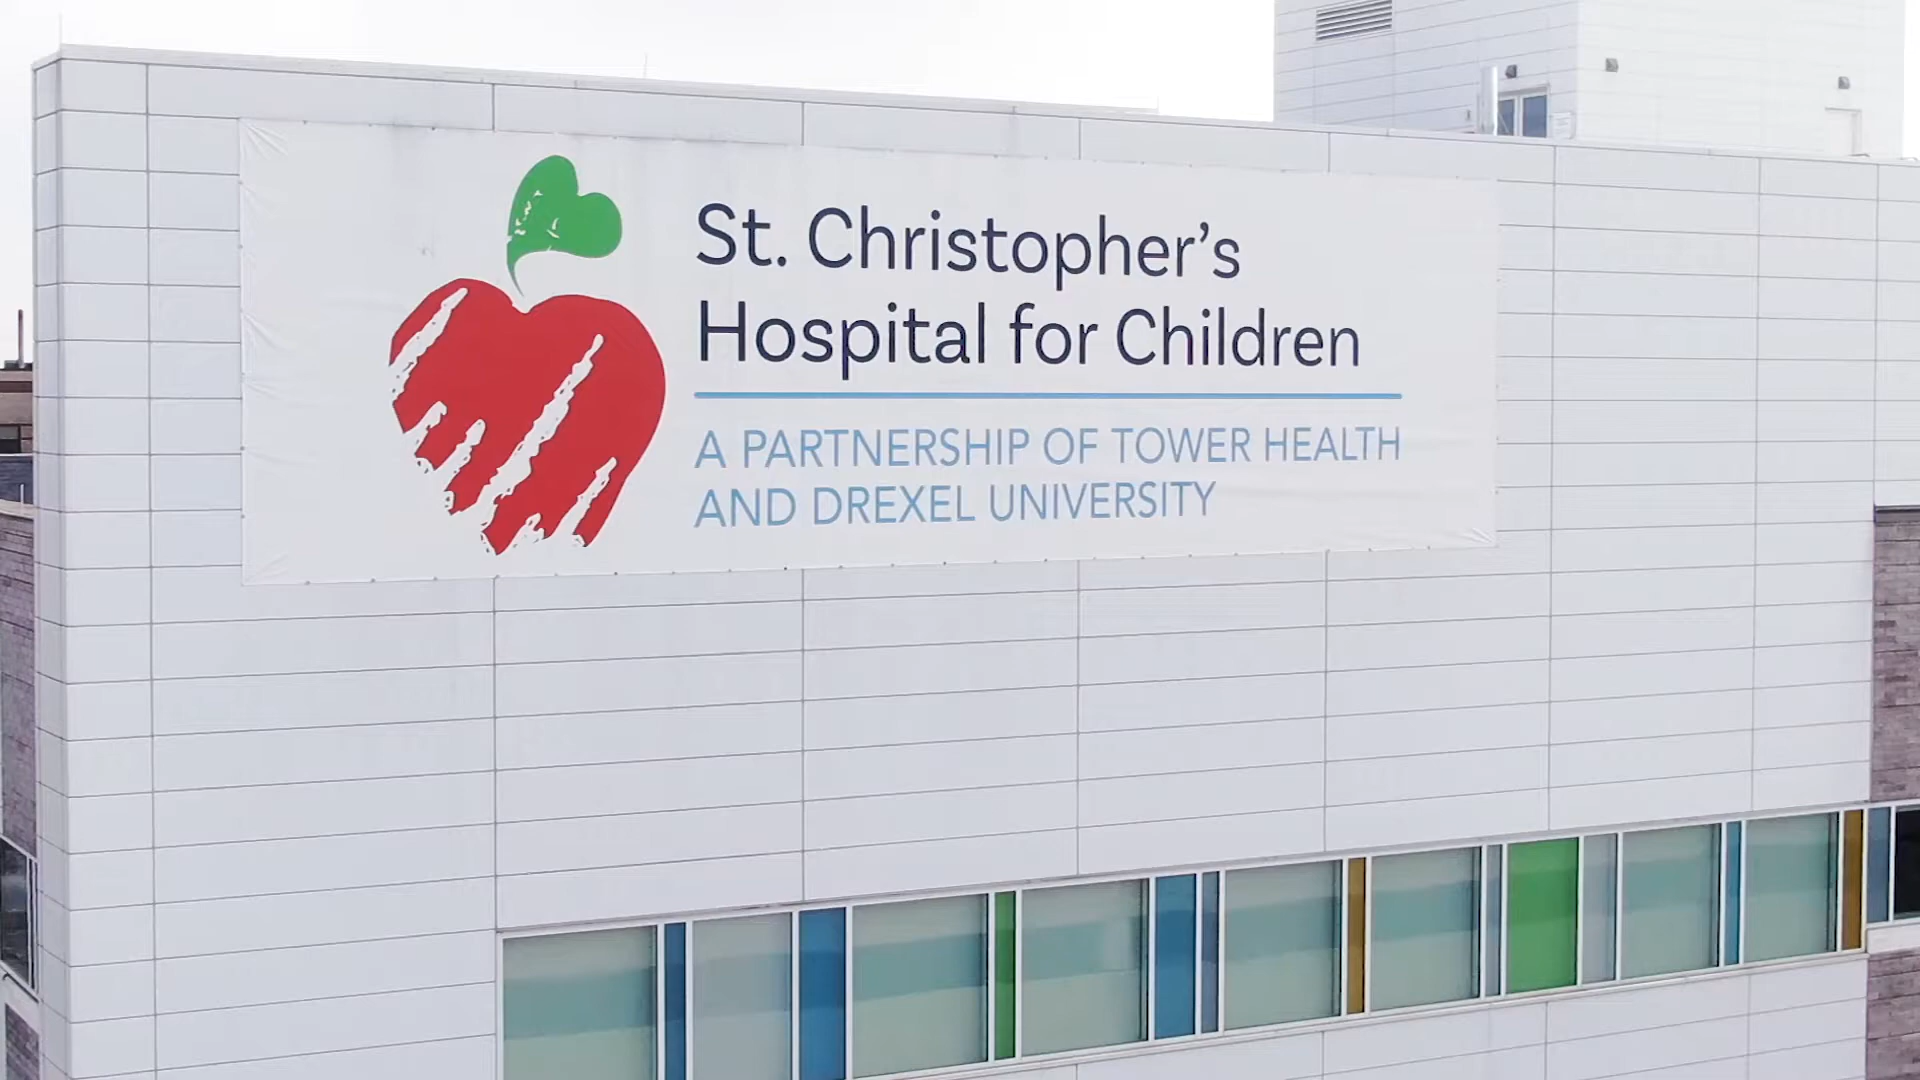 St. Christopher’s
Hospital for Children
A PARTNERSHIP OF TOWER HEALTH
AND DREXEL UNIVERSITY